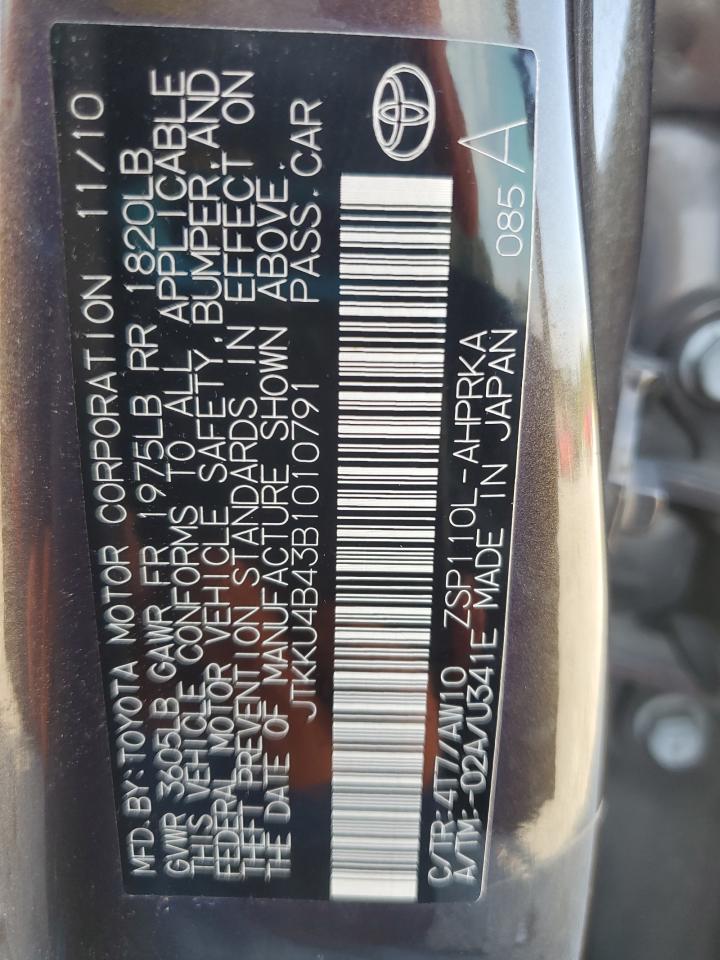 MFD. BY: TOYOTA MOTOR CORPORATION 11/10
GVWR 3605LB GAWR FR 1975LB RR 1820LB
THIS VEHICLE CONFORMS TO ALL APPLICABLE
FEDERAL MOTOR VEHICLE SAFETY, BUMPER, AND
THEFT PREVENTION STANDARDS IN EFFECT ON
THE DATE OF MANUFACTURE SHOWN ABOVE.
JTKKU4B43B1010791 PASS. CAR
C/TR: 4T7/AW10 ZSP110L-AHPRKA
A/TM: -02A/U341E MADE IN JAPAN
085 A